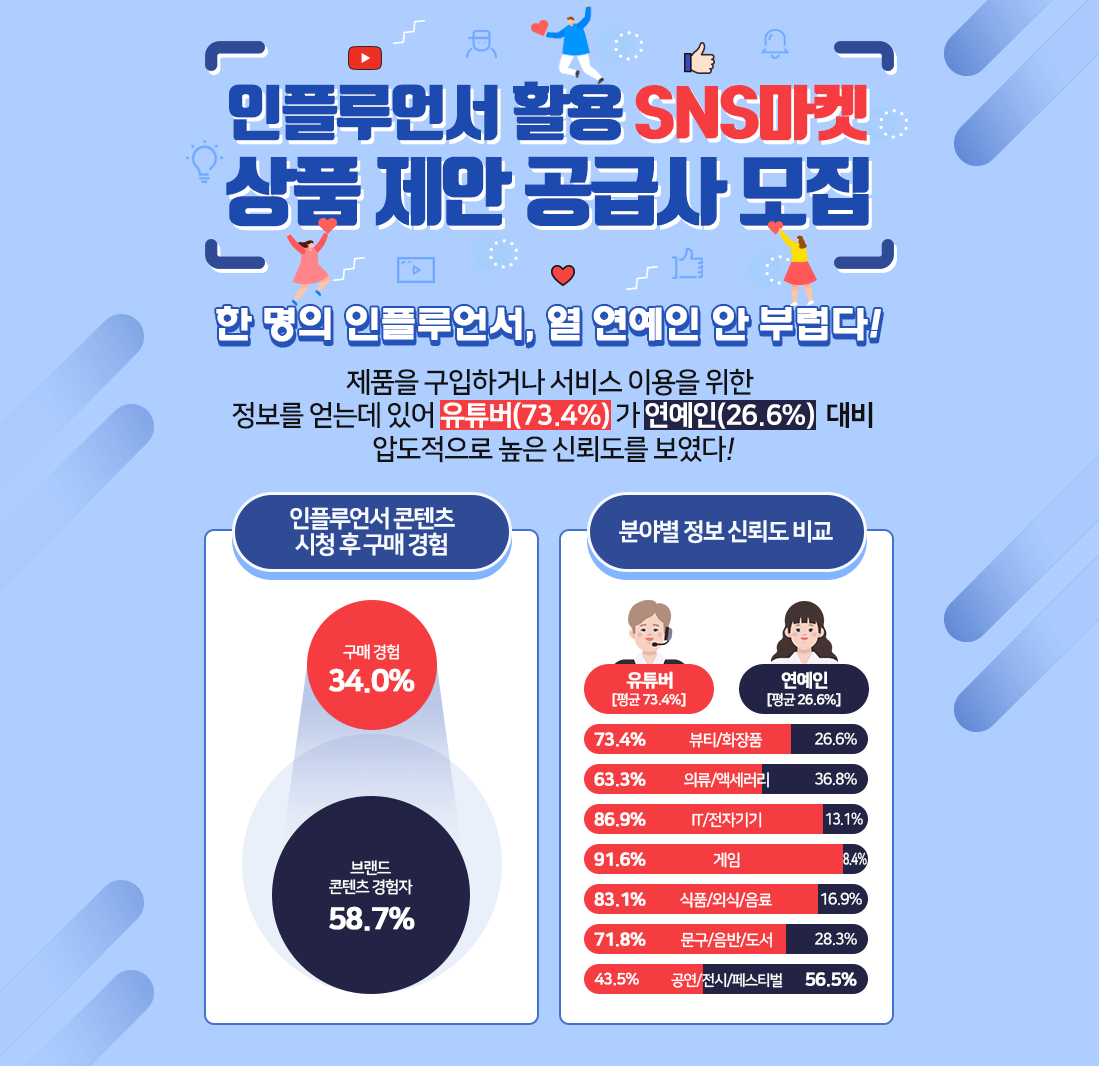 인플루언서 활용 SNS마켓
상품 제안 공급사 모집
한 명의 인플루언서, 열 연예인 안 부럽다!
제품을 구입하거나 서비스 이용을 위한
정보를 얻는데 있어 유튜버(73.4%) 가 연예인(26.6%) 대비
압도적으로 높은 신뢰도를 보였다!
인플루언서 콘텐츠
시청 후 구매 경험
구매 경험
34.0%
브랜드
콘텐츠 경험자
58.7%
분야별 정보 신뢰도 비교
유튜버
[평균 73.4%]
연예인
[평균 26.6%]
73.4% 뷰티/화장품 26.6%
63.3% 의류/액세러리 36.8%
86.9% IT/전자기기 13.1%
91.6% 게임 8.4%
83.1% 식품/외식/음료 16.9%
71.8% 문구/음반/도서 28.3%
43.5% 공연/전시/페스티벌 56.5%